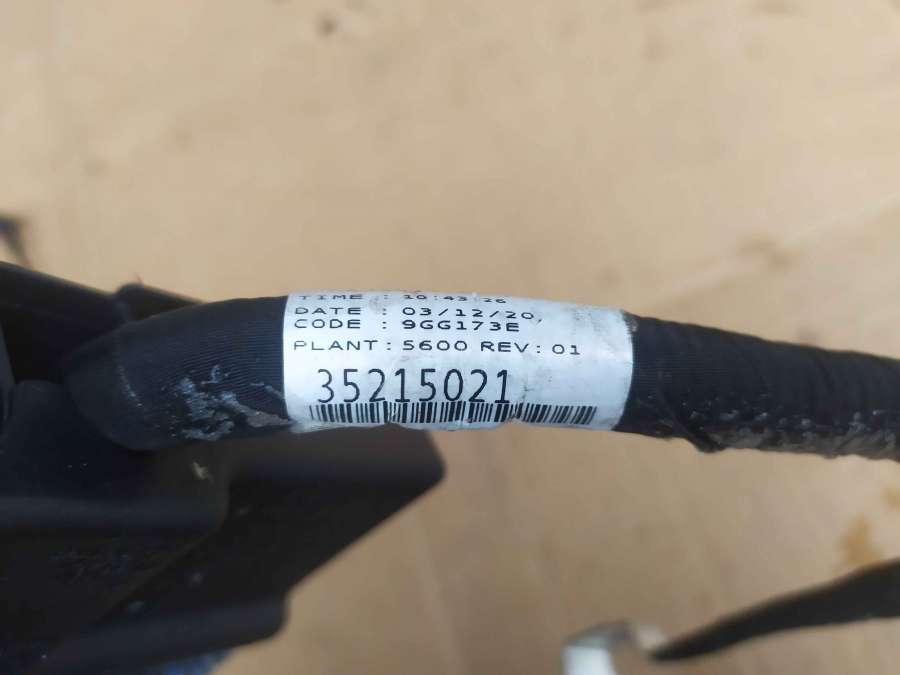 TIME : 10:43:26
DATE : 03/12/20,
CODE : 9GG173E
PLANT: 5600 REV: 01
35215021